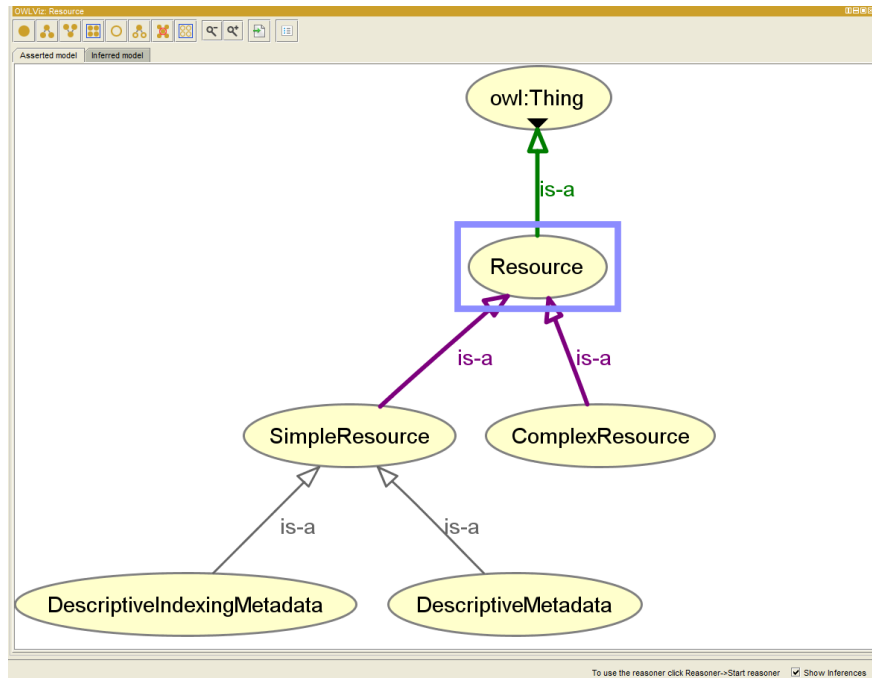 OWLViz: Resource
Asserted model Inferred model
owl:Thing
is-a
Resource
is-a is-a
SimpleResource ComplexResource
is-a is-a
DescriptiveIndexingMetadata DescriptiveMetadata
To use the reasoner click Reasoner->Start reasoner Show Inferences